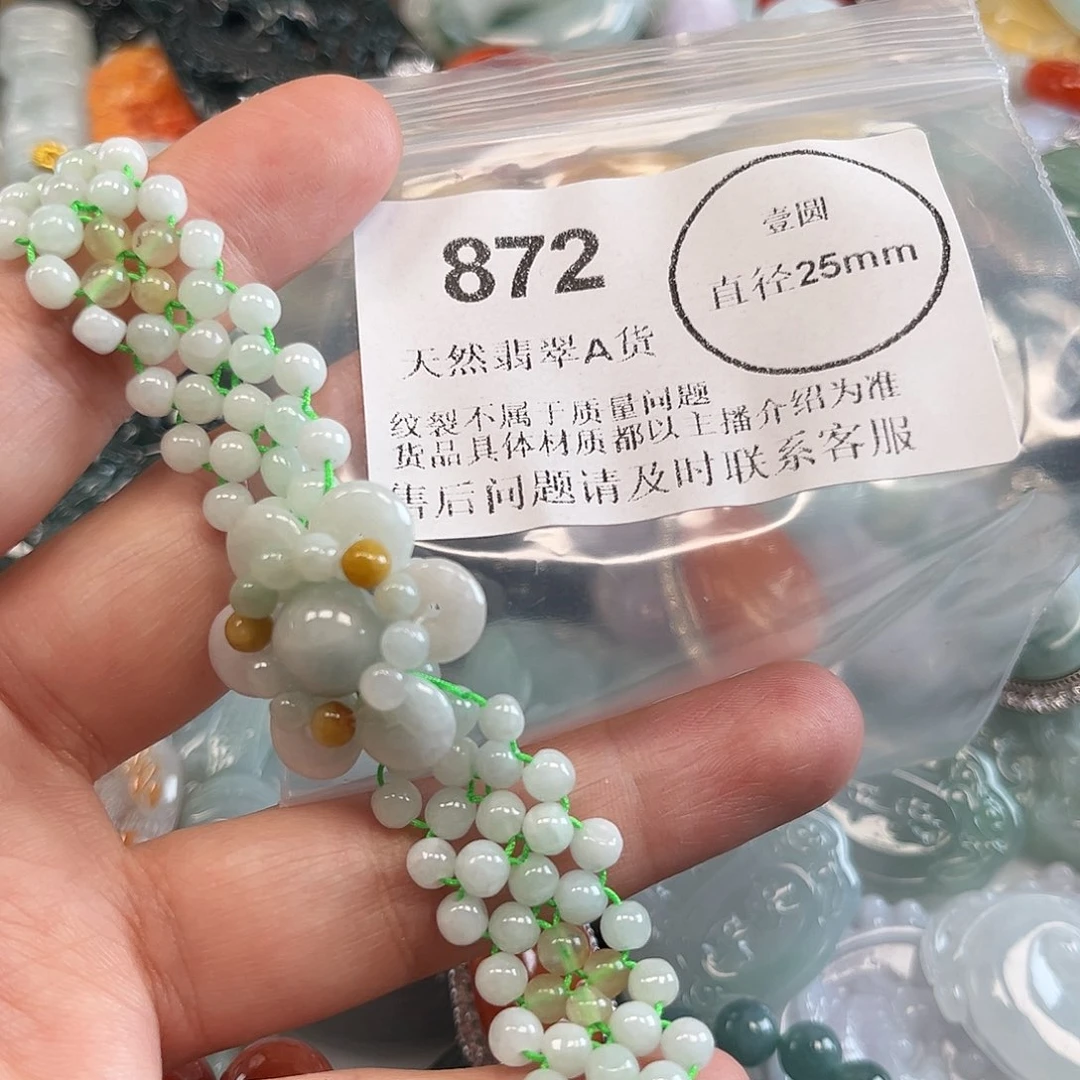 872
壹圆
直径25mm
天然翡翠A货
纹裂不属于质量问题
货品具体材质都以主播介绍为准
售后问题请及时联系客服